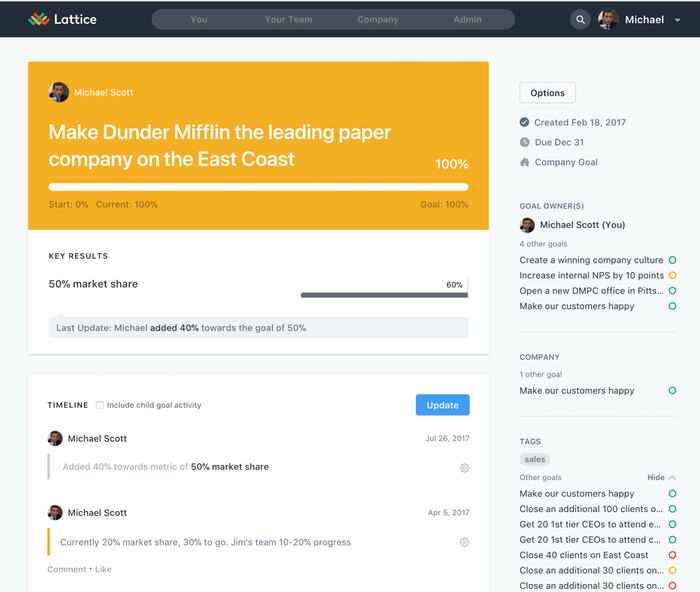 Lattice
You
Your Team
Company
Admin
Michael
Michael Scott
Make Dunder Mifflin the leading paper
company on the East Coast
100%
Start: 0% Current: 100%
Goal: 100%
KEY RESULTS
50% market share
60%
Last Update: Michael added 40% towards the goal of 50%
TIMELINE
Include child goal activity
Update
Michael Scott
Jul 26, 2017
Added 40% towards metric of 50% market share
Michael Scott
Apr 5, 2017
Currently 20% market share, 30% to go. Jim's team 10-20% progress
Comment · Like
Options
Created Feb 18, 2017
Due Dec 31
Company Goal
GOAL OWNER(S)
Michael Scott (You)
4 other goals
Create a winning company culture
Increase internal NPS by 10 points
Open a new DMPC office in Pitts...
Make our customers happy
COMPANY
1 other goal
Make our customers happy
TAGS
sales
Other goals
Hide
Make our customers happy
Close an additional 100 clients o...
Get 20 1st tier CEOs to attend e...
Get 20 1st tier CEOs to attend c...
Close 40 clients on East Coast
Close an additional 30 clients on...
Close an additional 30 clients on...